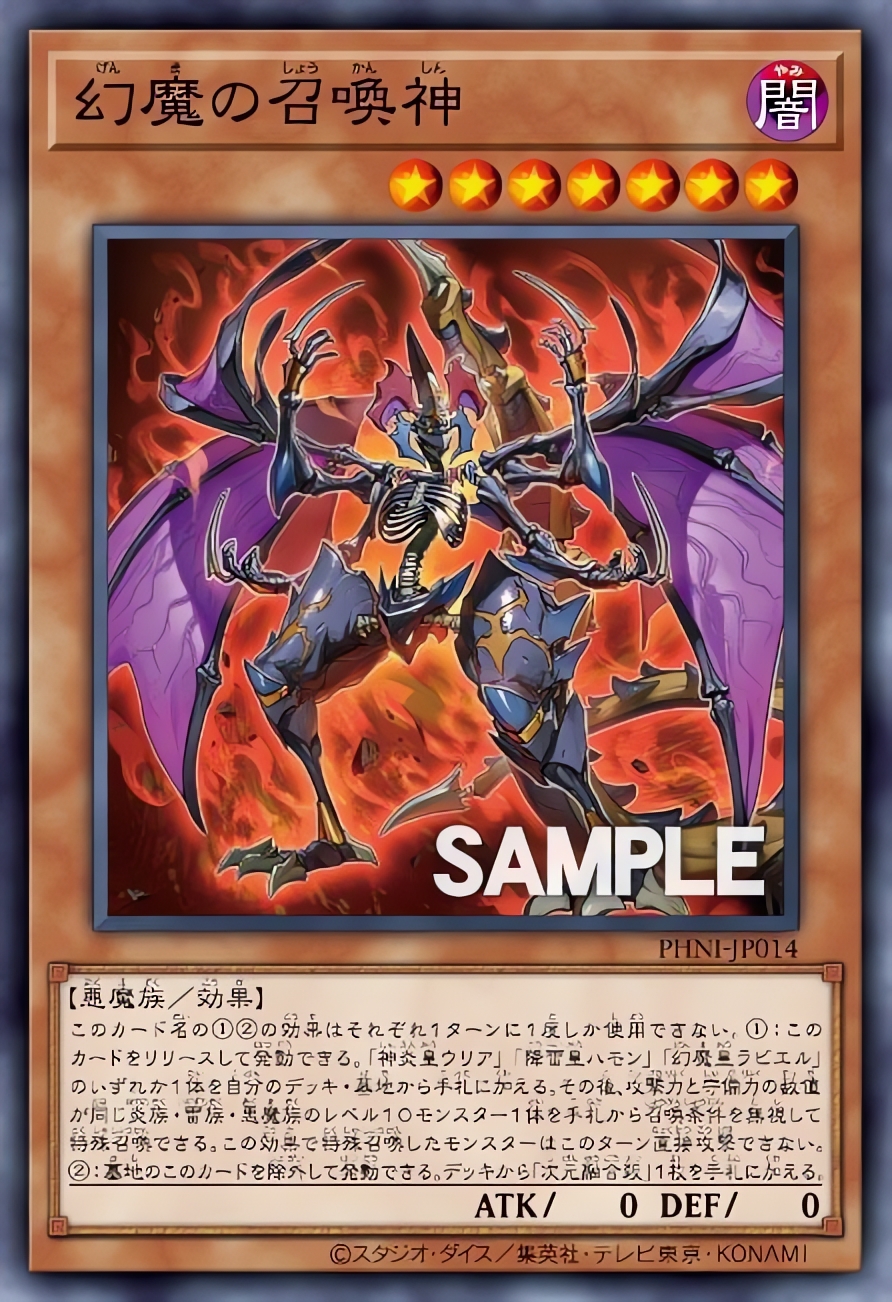 幻魔の召喚神
闇
SAMPLE
PHNI-JP014
【悪魔族／効果】
このカード名の①②の効果はそれぞれ1ターンに1度しか使用できない。①：この
カードをリリースして発動できる。「神炎皇ウリア」「降雷皇ハモン」「幻魔皇ラビエル」
のいずれか1体を自分のデッキ・墓地から手札に加える。その後、攻撃力と守備力の数値
が同じ炎族・雷族・悪魔族のレベル10モンスター1体を手札から召喚条件を無視して
特殊召喚できる。この効果で特殊召喚したモンスターはこのターン直接攻撃できない。
②：墓地のこのカードを除外して発動できる。デッキから「次元融合殺」1枚を手札に加える。
ATK/ 0 DEF/ 0
©スタジオ・ダイス／集英社・テレビ東京・KONAMI